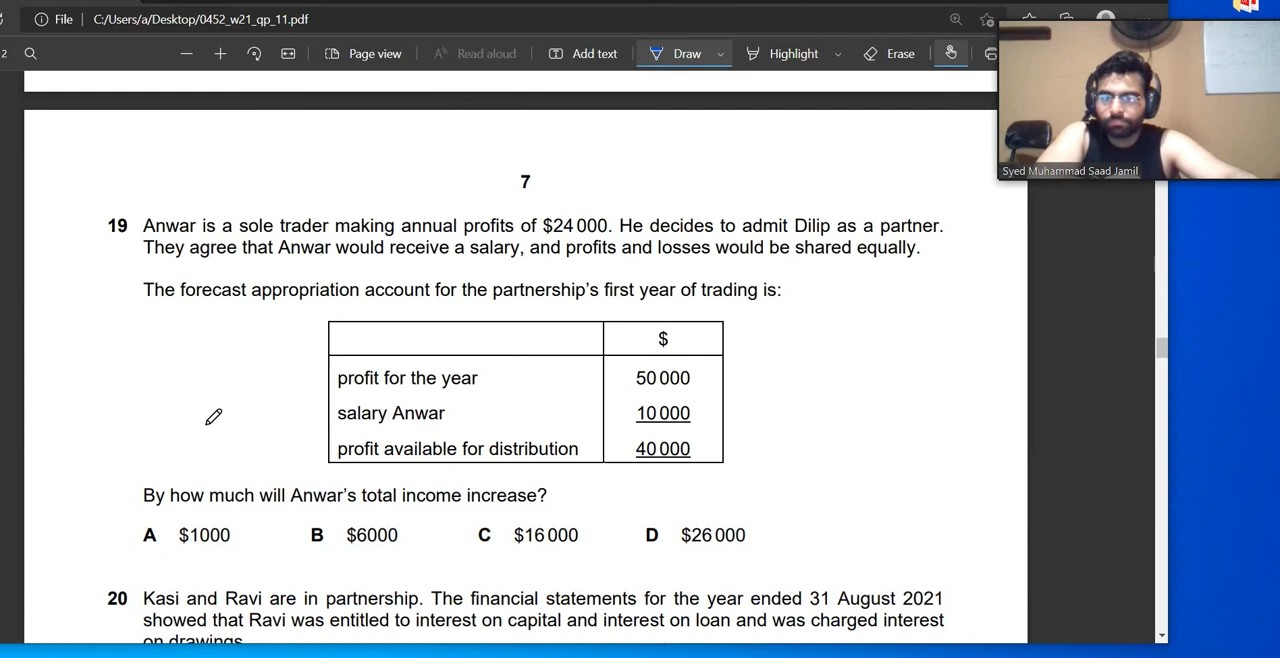 File | C:/Users/a/Desktop/0452_w21_qp_11.pdf
2 Page view Read aloud Add text Draw Highlight Erase
Syed Muhammad Saad Jamil
7
19 Anwar is a sole trader making annual profits of $24 000. He decides to admit Dilip as a partner.
They agree that Anwar would receive a salary, and profits and losses would be shared equally.
The forecast appropriation account for the partnership’s first year of trading is:
$
profit for the year 50 000
salary Anwar 10 000
profit available for distribution 40 000
By how much will Anwar’s total income increase?
A $1000 B $6000 C $16 000 D $26 000
20 Kasi and Ravi are in partnership. The financial statements for the year ended 31 August 2021
showed that Ravi was entitled to interest on capital and interest on loan and was charged interest
on drawings.